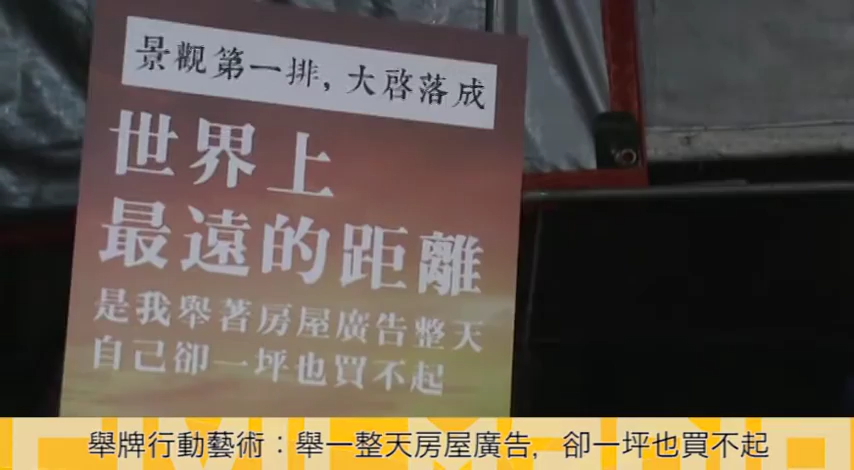 景觀第一排，大啓落成
世界上
最遠的距離
是我舉著房屋廣告整天
自己卻一坪也買不起
舉牌行動藝術：舉一整天房屋廣告，卻一坪也買不起